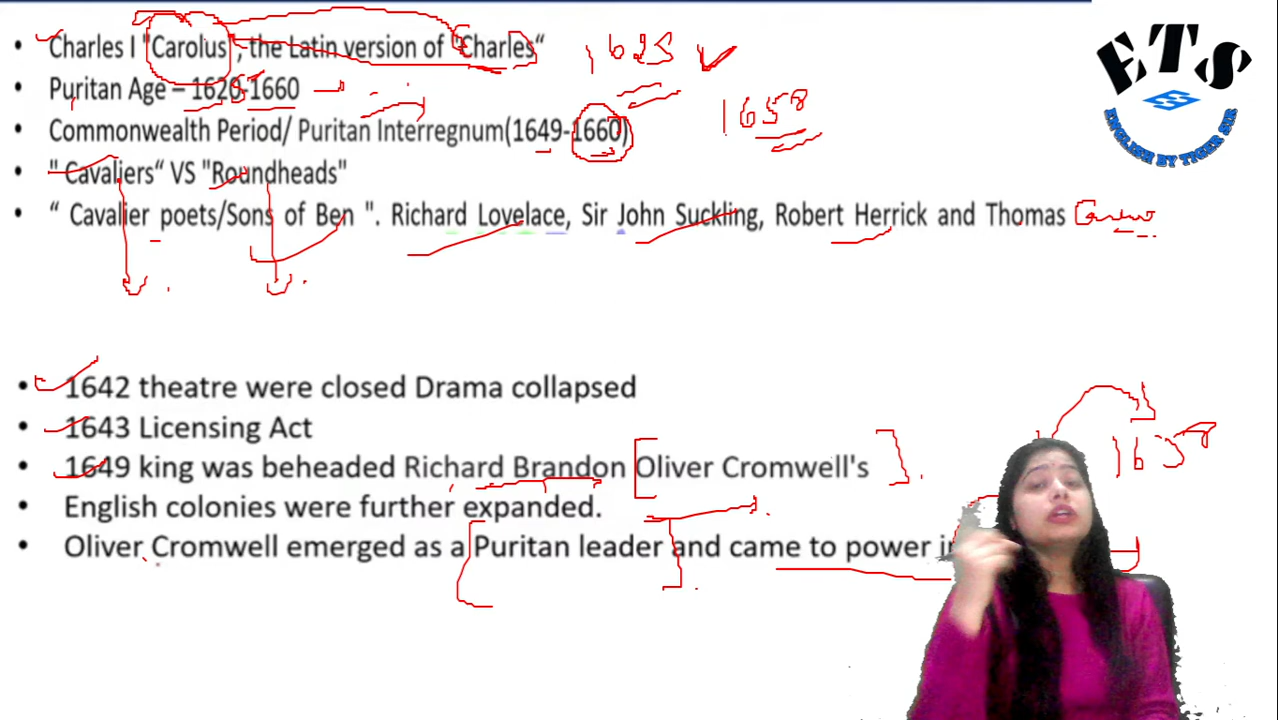 • Charles I "Carolus", the Latin version of "Charles“ 1625
• Puritan Age – 1620-1660
1658
• Commonwealth Period/ Puritan Interregnum(1649-1660)
• " Cavaliers“ VS "Roundheads"
• “ Cavalier poets/Sons of Ben ". Richard Lovelace, Sir John Suckling, Robert Herrick and Thomas Carew
• 1642 theatre were closed Drama collapsed
• 1643 Licensing Act
• 1649 king was beheaded Richard Brandon Oliver Cromwell's
1658
• English colonies were further expanded.
• Oliver Cromwell emerged as a Puritan leader and came to power
ETS
ENGLISH BY TIGER SIR